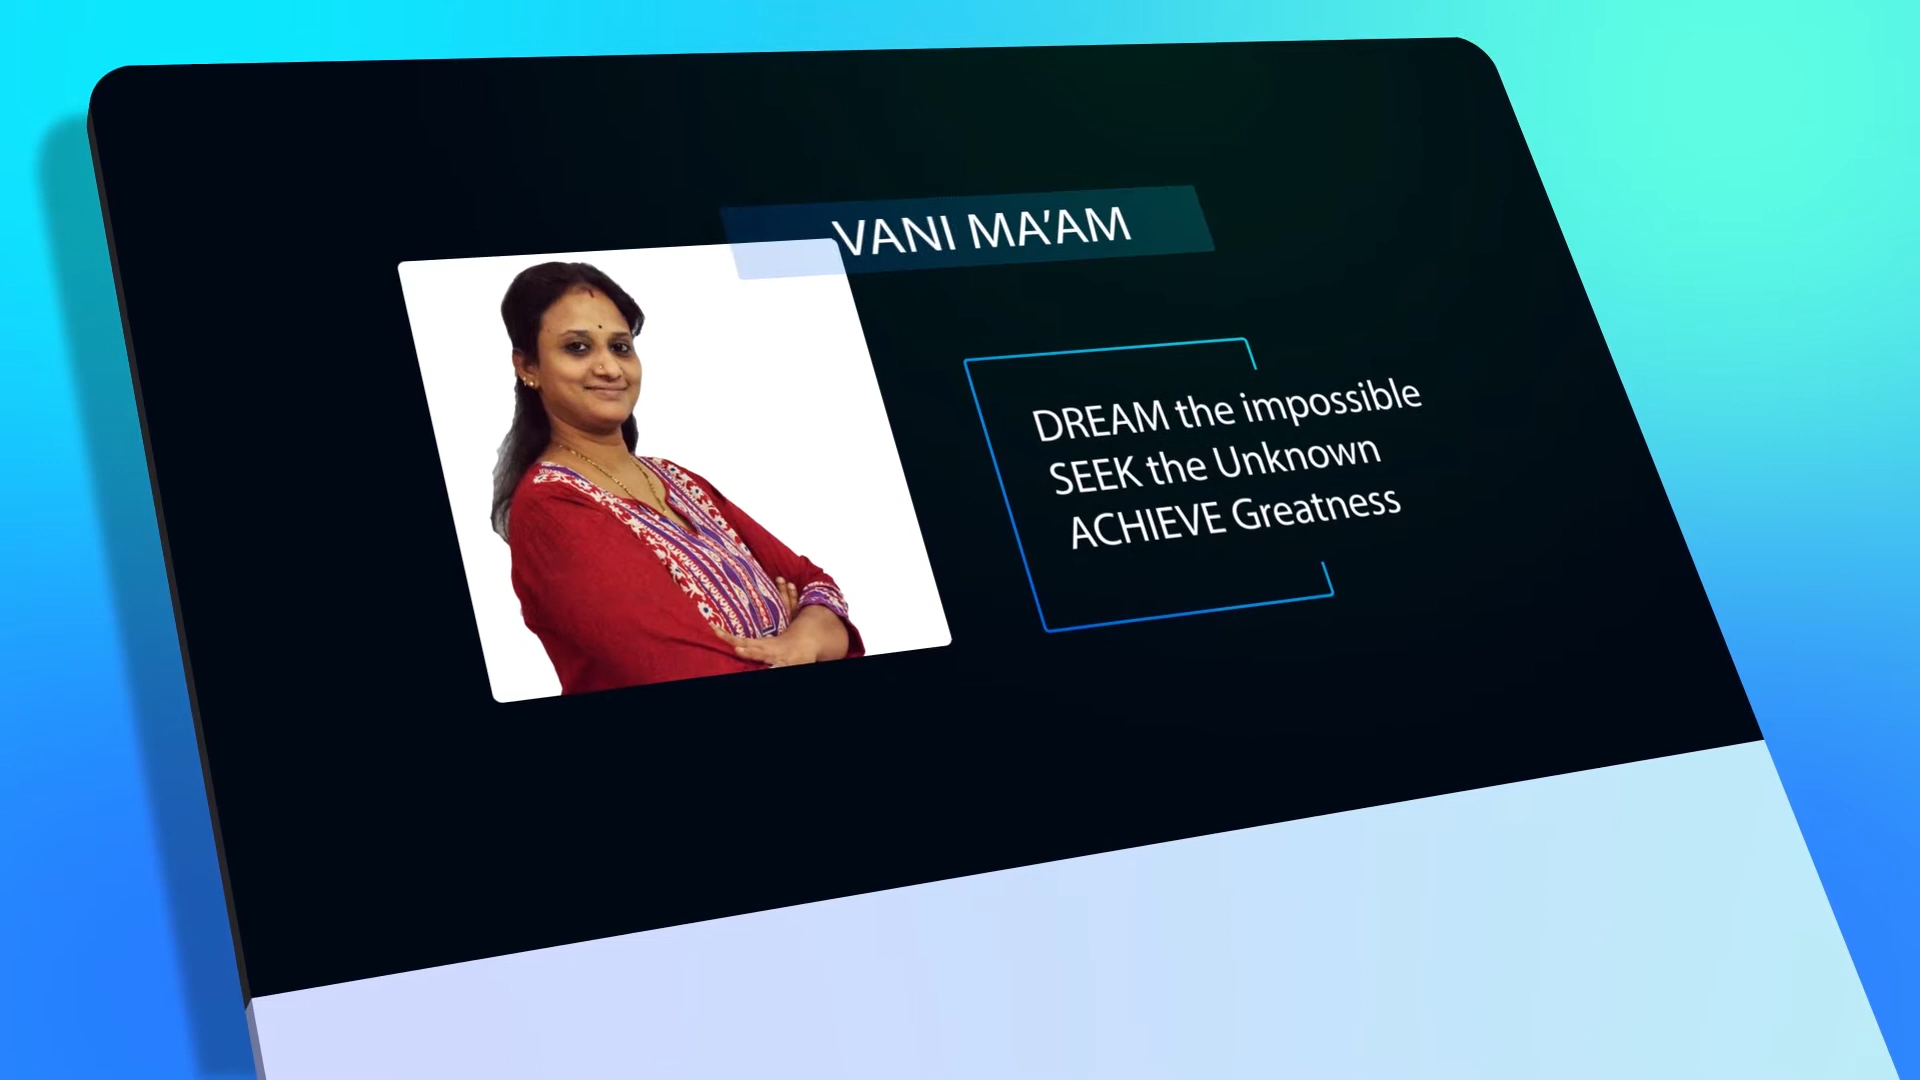 VANI MA’AM
DREAM the impossible
SEEK the Unknown
ACHIEVE Greatness